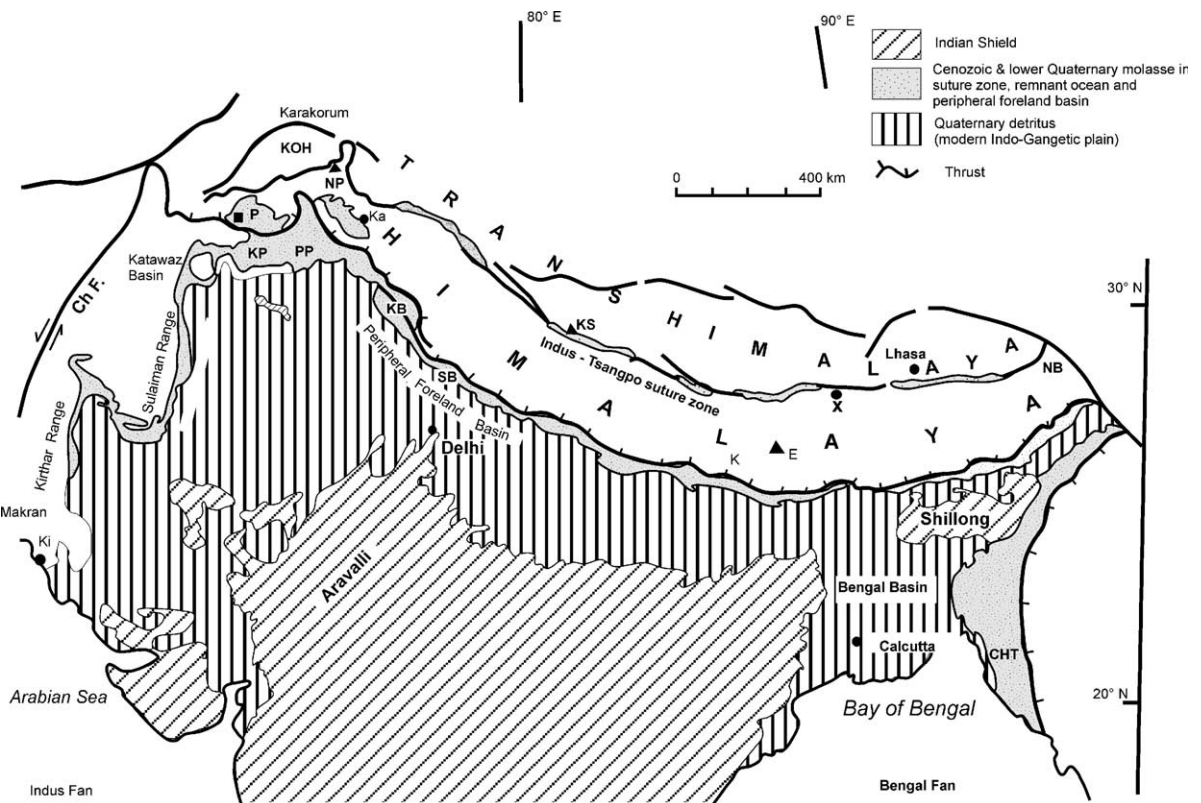 80° E
90° E
Indian Shield
Cenozoic & lower Quaternary molasse in
suture zone, remnant ocean and
peripheral foreland basin
Quaternary detritus
(modern Indo-Gangetic plain)
Thrust
0 400 km
Karakorum
KOH
NP
P
Ka
KP PP
Katawaz
Basin
Ch F.
Sulaiman Range
Kirthar Range
Makran
Ki
KB
SB
Peripheral Foreland Basin
TRANSHIMALAYA
HIMALAYA
KS
Indus - Tsangpo suture zone
Lhasa
X
NB
30° N
K
E
Delhi
Aravalli
Shillong
Bengal Basin
Calcutta
CHT
20° N
Arabian Sea
Bay of Bengal
Indus Fan
Bengal Fan